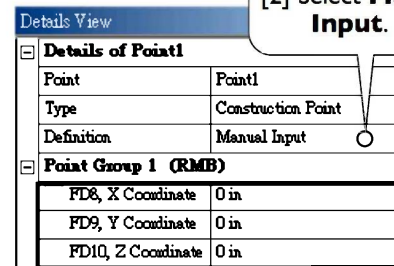 [2] Select
Input.
Details View
Details of Point1
Point Point1
Type Construction Point
Definition Manual Input
Point Group 1 (RMB)
FD8, X Coordinate 0 in
FD9, Y Coordinate 0 in
FD10, Z Coordinate 0 in